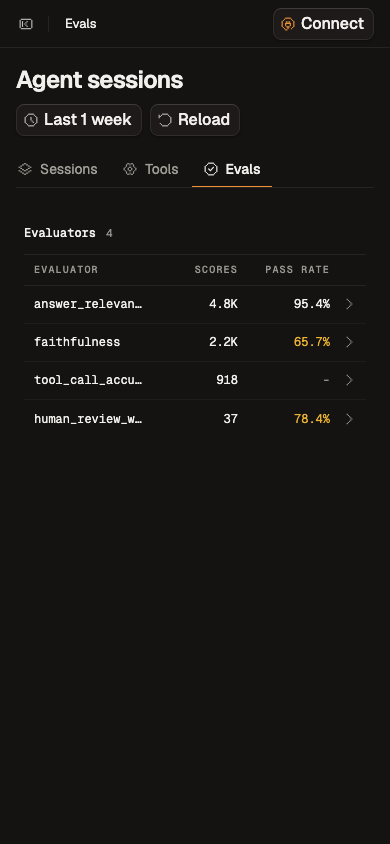 Evals
Connect
Agent sessions
Last 1 week
Reload
Sessions
Tools
Evals
Evaluators 4
EVALUATOR SCORES PASS RATE
answer_relevan… 4.8K 95.4%
faithfulness 2.2K 65.7%
tool_call_accu… 918 -
human_review_w… 37 78.4%